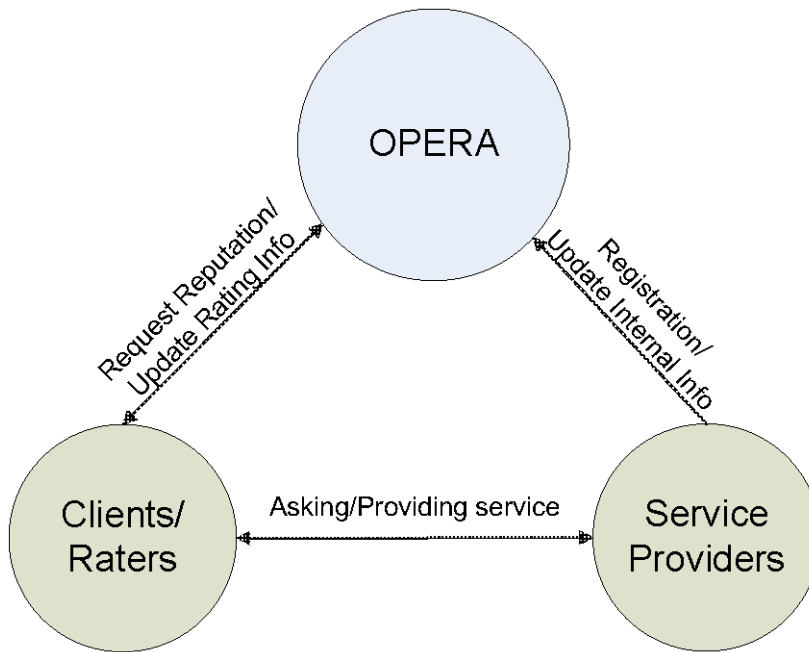 OPERA
Request Reputation/
Update Rating Info
Registration/
Update Internal Info
Clients/
Raters
Asking/Providing service
Service
Providers